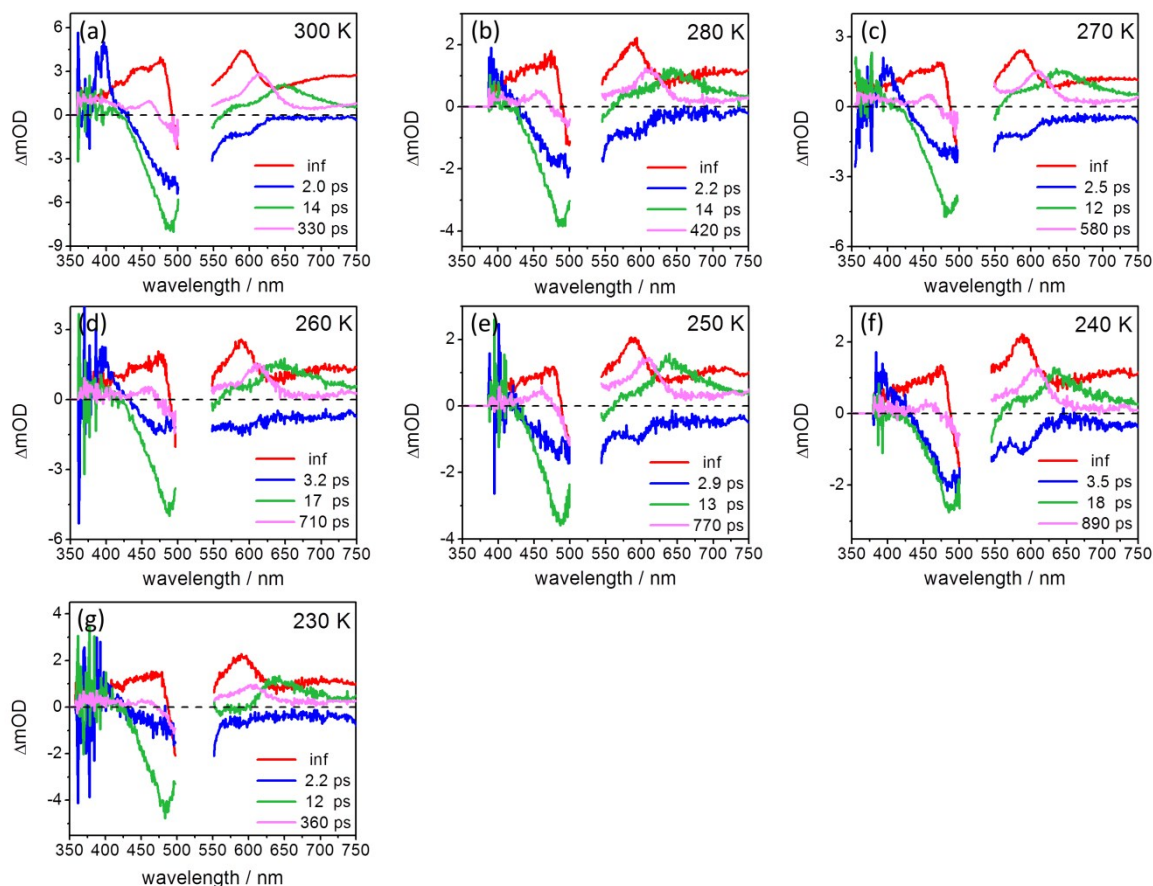 (a) 300 K
6
3
0
-3
-6
-9
ΔmOD
inf
2.0 ps
14 ps
330 ps
350 400 450 500 550 600 650 700 750
wavelength / nm
(b) 280 K
2
0
-2
-4
ΔmOD
inf
2.2 ps
14 ps
420 ps
350 400 450 500 550 600 650 700 750
wavelength / nm
(c) 270 K
3
0
-3
-6
ΔmOD
inf
2.5 ps
12 ps
580 ps
350 400 450 500 550 600 650 700 750
wavelength / nm
(d) 260 K
3
0
-3
-6
ΔmOD
inf
3.2 ps
17 ps
710 ps
350 400 450 500 550 600 650 700 750
wavelength / nm
(e) 250 K
2
0
-2
-4
ΔmOD
inf
2.9 ps
13 ps
770 ps
350 400 450 500 550 600 650 700 750
wavelength / nm
(f) 240 K
2
0
-2
ΔmOD
inf
3.5 ps
18 ps
890 ps
350 400 450 500 550 600 650 700 750
wavelength / nm
(g) 230 K
4
2
0
-2
-4
ΔmOD
inf
2.2 ps
12 ps
360 ps
350 400 450 500 550 600 650 700 750
wavelength / nm